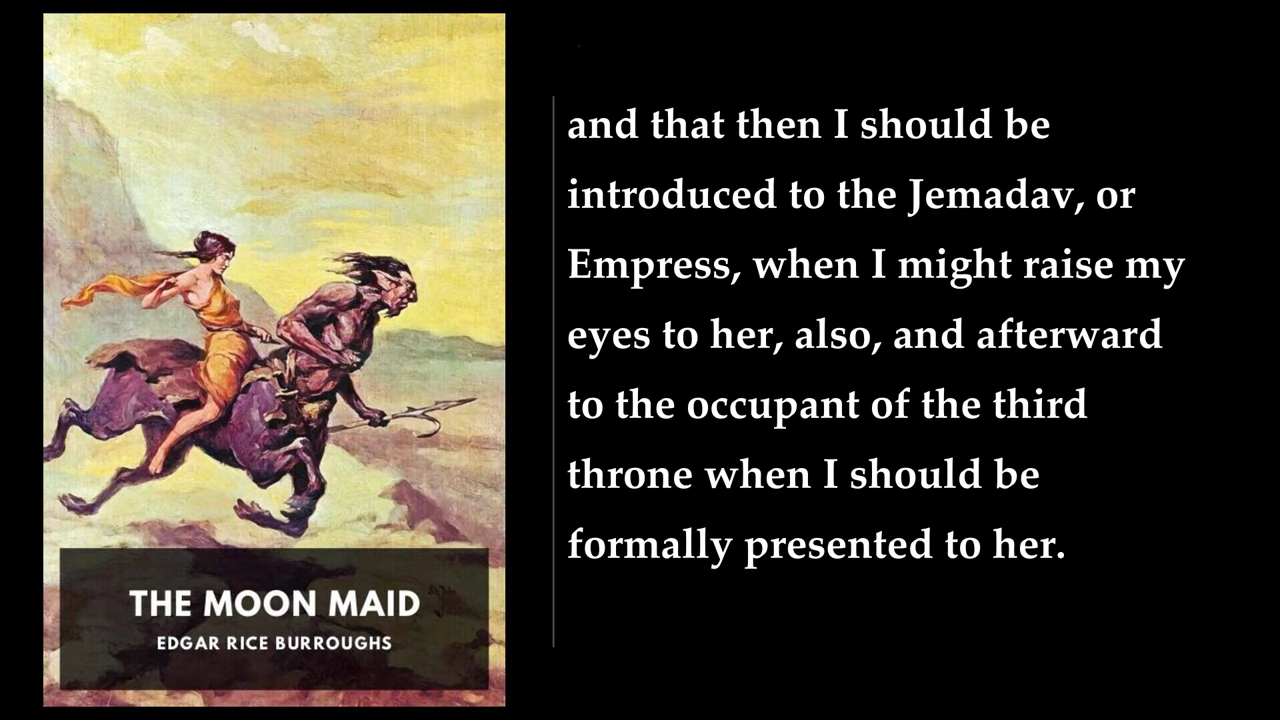 THE MOON MAID
EDGAR RICE BURROUGHS
and that then I should be
introduced to the Jemadav, or
Empress, when I might raise my
eyes to her, also, and afterward
to the occupant of the third
throne when I should be
formally presented to her.